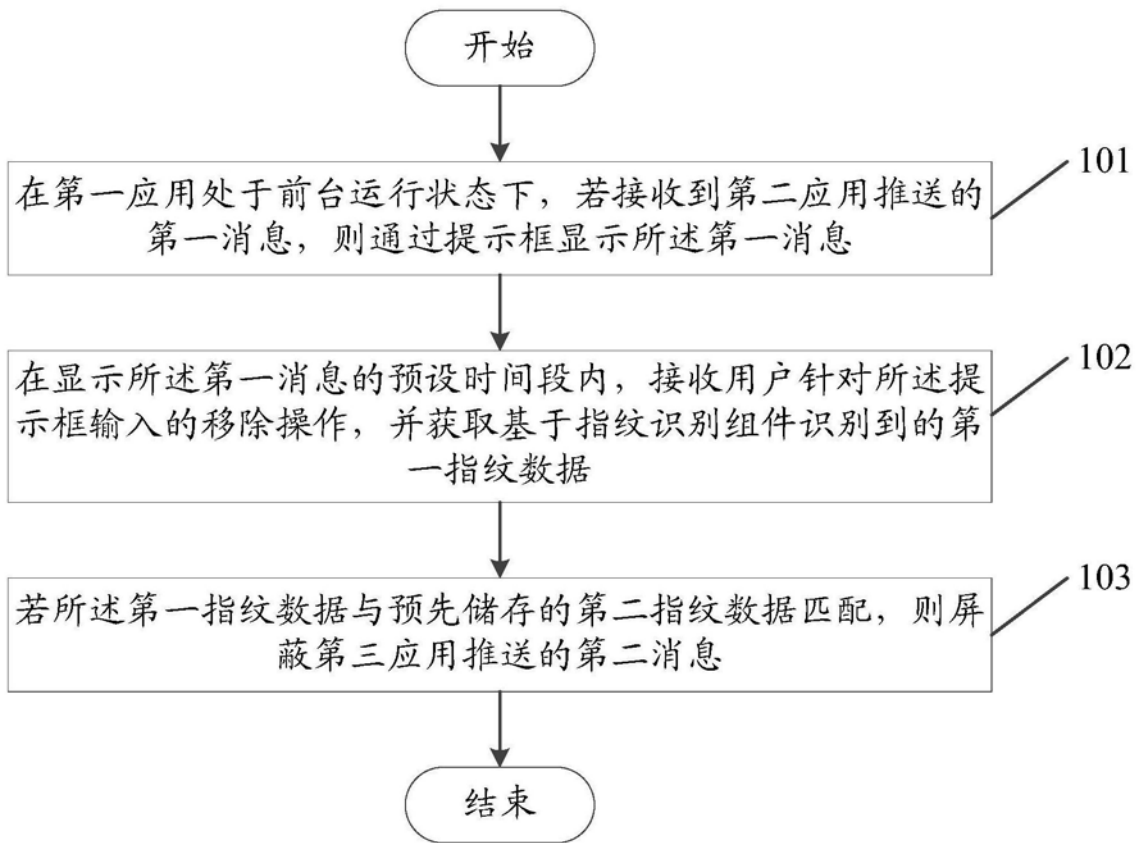 开始
101
在第一应用处于前台运行状态下，若接收到第二应用推送的
第一消息，则通过提示框显示所述第一消息
102
在显示所述第一消息的预设时间段内，接收用户针对所述提
示框输入的移除操作，并获取基于指纹识别组件识别到的第
一指纹数据
103
若所述第一指纹数据与预先储存的第二指纹数据匹配，则屏
蔽第三应用推送的第二消息
结束